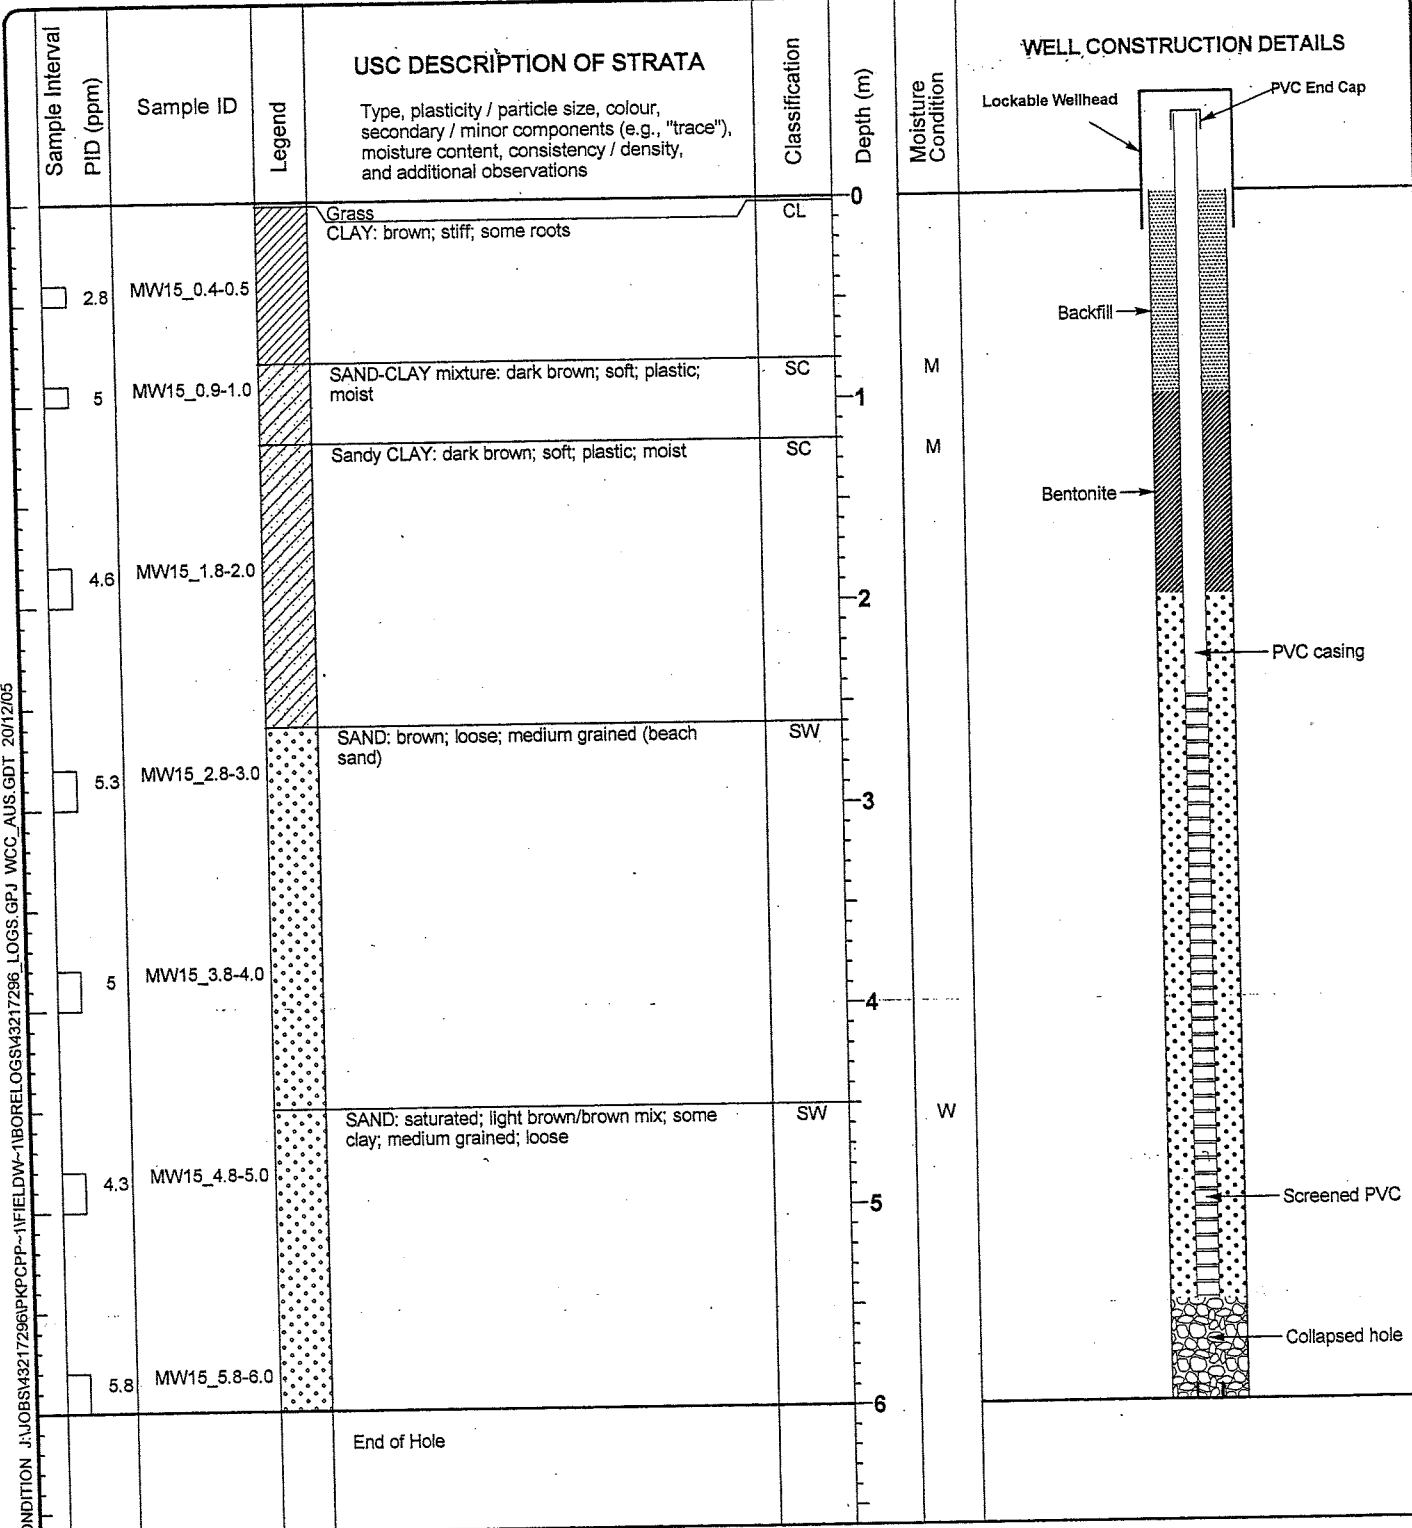 Sample Interval
PID (ppm)
Sample ID
Legend
USC DESCRIPTION OF STRATA
Type, plasticity / particle size, colour,
secondary / minor components (e.g., "trace"),
moisture content, consistency / density,
and additional observations
Classification
Depth (m)
Moisture
Condition
WELL CONSTRUCTION DETAILS
Lockable Wellhead
PVC End Cap
0
Grass
CL
CLAY: brown; stiff; some roots
2.8
MW15_0.4-0.5
Backfill
SAND-CLAY mixture: dark brown; soft; plastic;
moist
SC
M
5
MW15_0.9-1.0
1
Sandy CLAY: dark brown; soft; plastic; moist
SC
M
Bentonite
4.6
MW15_1.8-2.0
2
PVC casing
SAND: brown; loose; medium grained (beach
sand)
SW
5.3
MW15_2.8-3.0
3
5
MW15_3.8-4.0
4
SAND: saturated; light brown/brown mix; some
clay; medium grained; loose
SW
W
4.3
MW15_4.8-5.0
5
Screened PVC
Collapsed hole
5.8
MW15_5.8-6.0
6
End of Hole
ONDITION J:\JOBS\43217296\PKPCPP~1\FIELDW~1\BORELOGS\43217296_LOGS.GPJ WCC_AUS.GDT 20/12/05